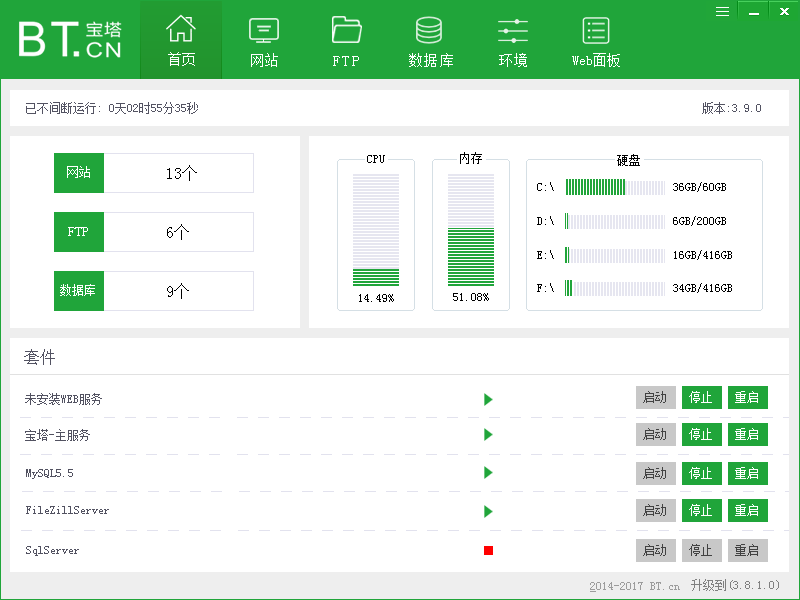 BT.宝塔.CN
首页 网站 FTP 数据库 环境 Web面板
已不间断运行: 0天02时55分35秒 版本:3.9.0
网站 13个
FTP 6个
数据库 9个
CPU
14.49%
内存
51.08%
硬盘
C:\ 36GB/60GB
D:\ 6GB/200GB
E:\ 16GB/416GB
F:\ 34GB/416GB
套件
未安装WEB服务 启动 停止 重启
宝塔-主服务 启动 停止 重启
MySQL5.5 启动 停止 重启
FileZillServer 启动 停止 重启
SqlServer 启动 停止 重启
2014-2017 BT.cn 升级到(3.8.1.0)